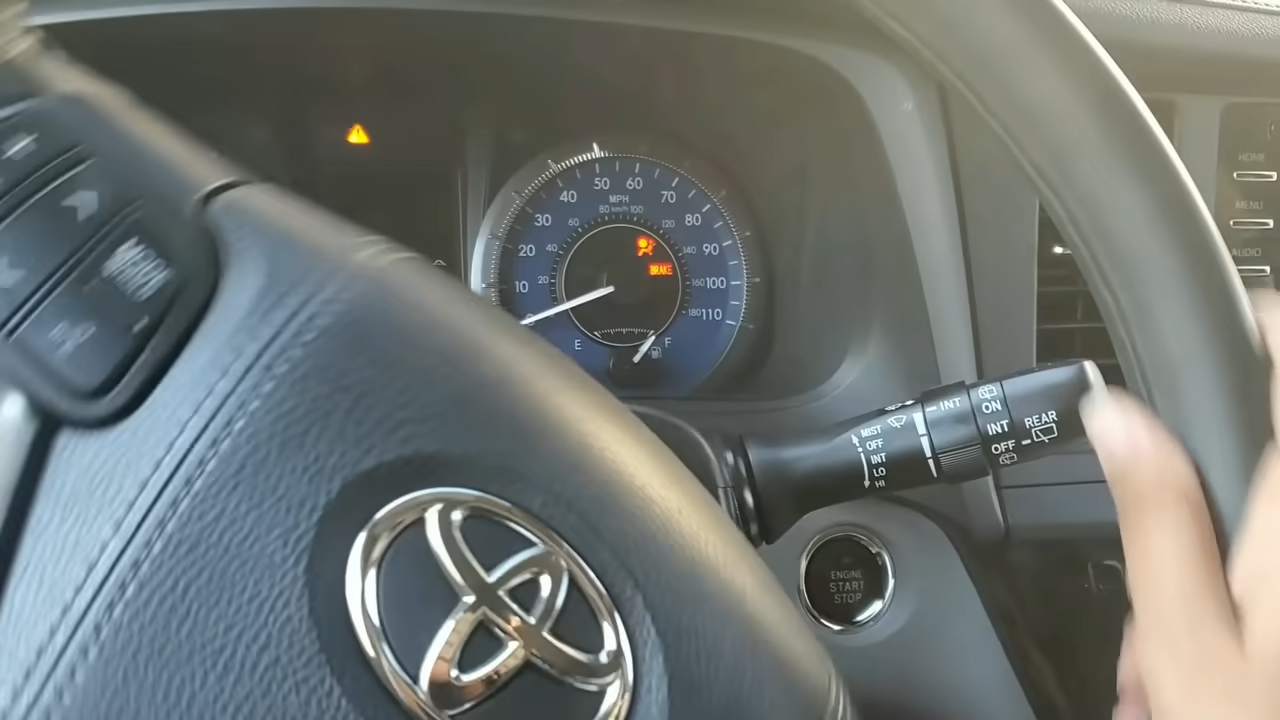 50 60
40 MPH 70
80 km/h 100
30 60 120 80
20 40 140 90
10 20 160 100
180 110
BRAKE
E F
HOME
MENU
AUDIO
MIST
OFF
INT
LO
HI
INT
ON
INT
OFF
REAR
ENGINE
START
STOP